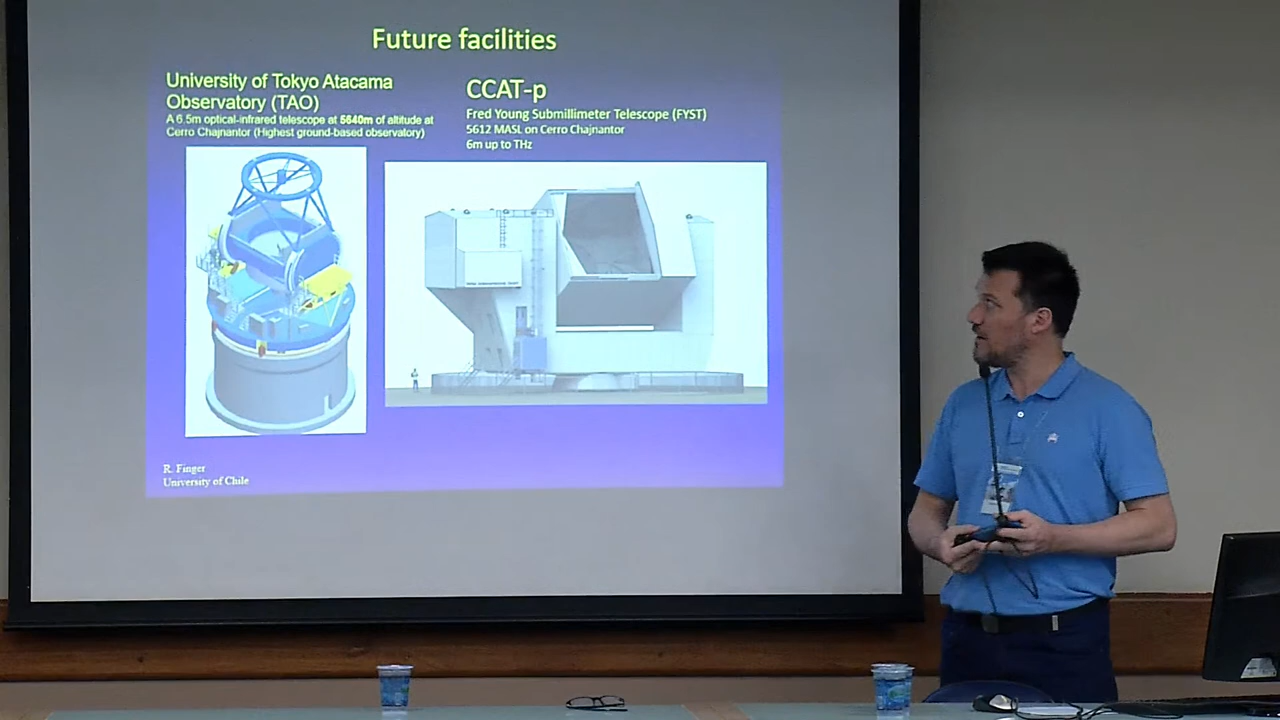 Future facilities
University of Tokyo Atacama
Observatory (TAO)
A 6.5m optical-infrared telescope at 5640m of altitude at
Cerro Chajnantor (Highest ground-based observatory)
CCAT-p
Fred Young Submillimeter Telescope (FYST)
5612 MASL on Cerro Chajnantor
6m up to THz
R. Finger
University of Chile